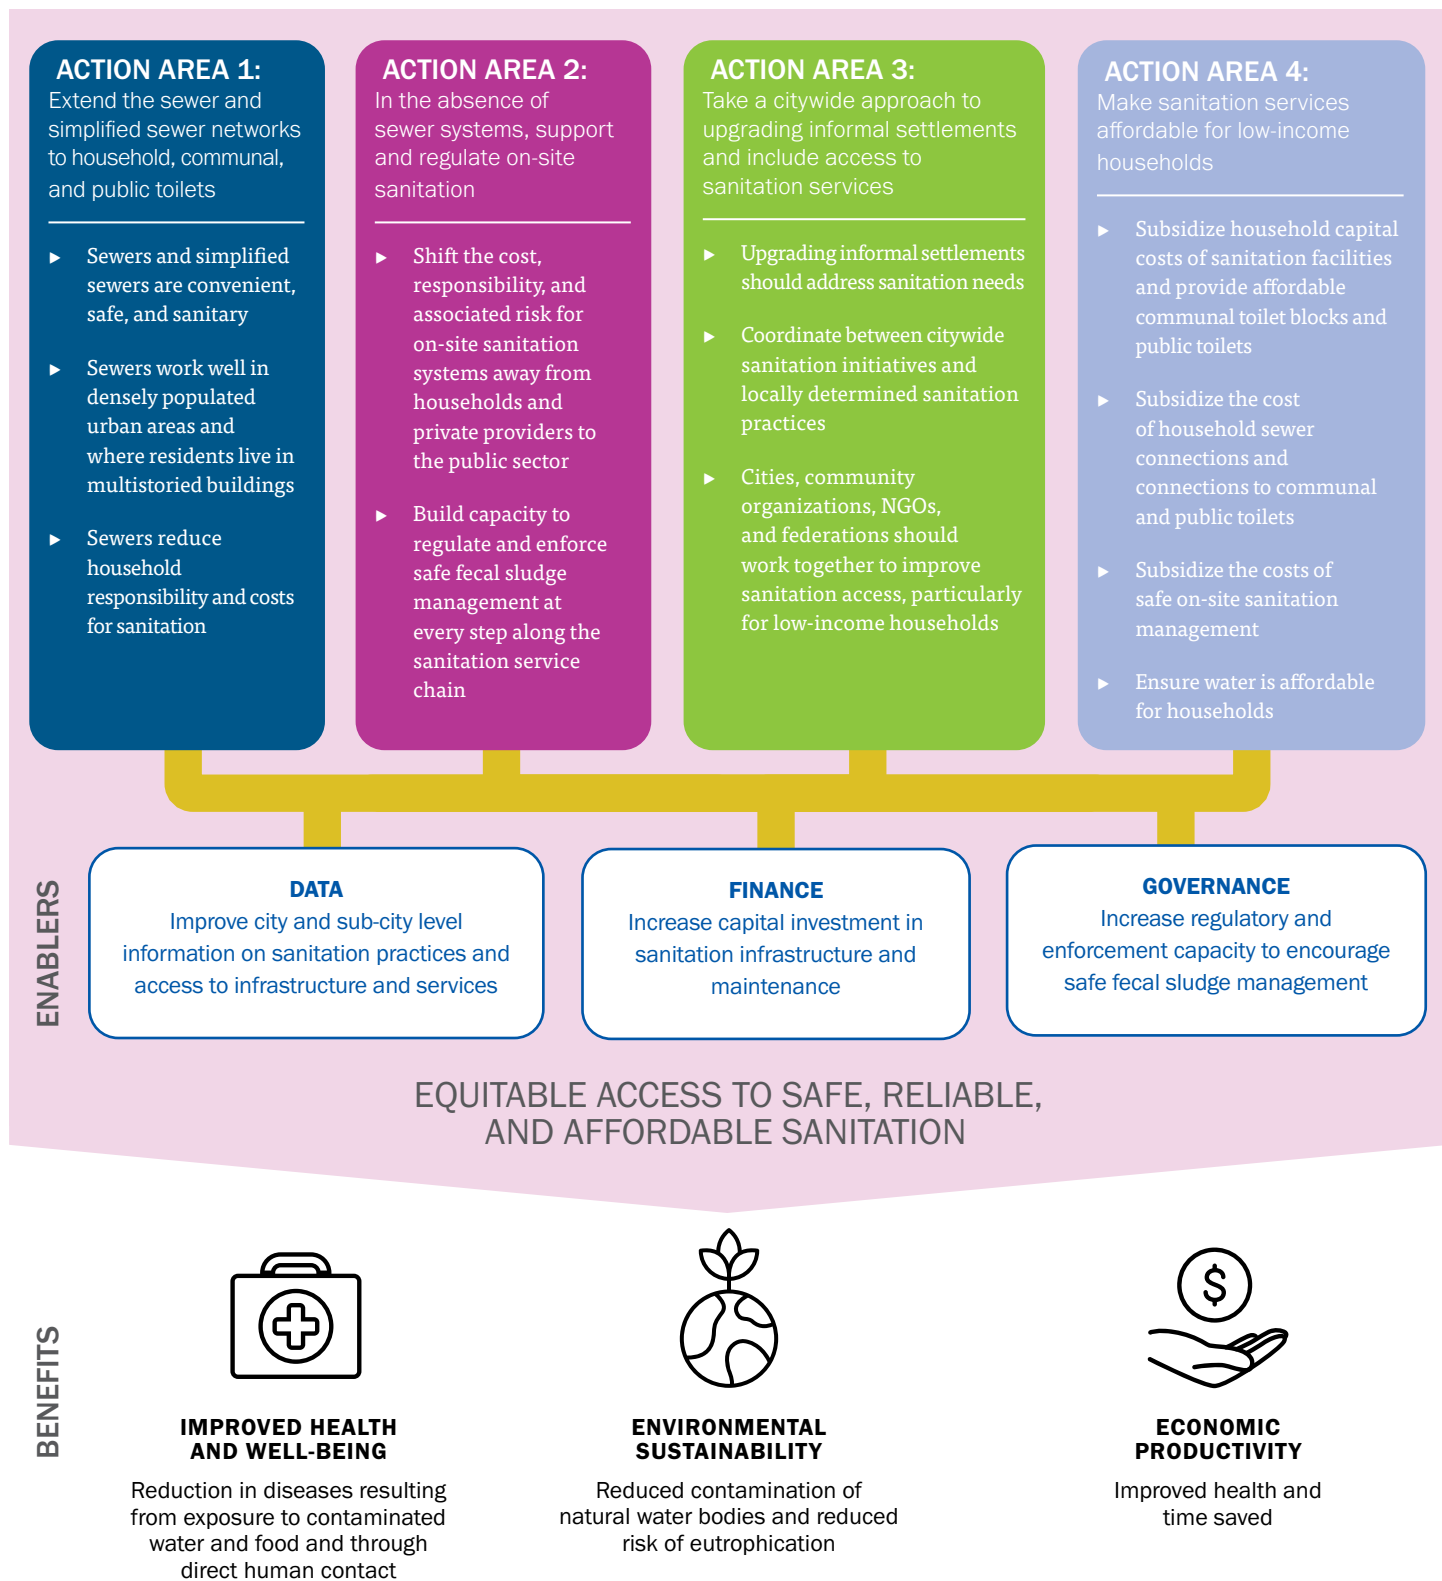 ACTION AREA 1:
Extend the sewer and
simplified sewer networks
to household, communal,
and public toilets
► Sewers and simplified
sewers are convenient,
safe, and sanitary
► Sewers work well in
densely populated
urban areas and
where residents live in
multistoried buildings
► Sewers reduce
household
responsibility and costs
for sanitation
ACTION AREA 2:
In the absence of
sewer systems, support
and regulate on-site
sanitation
► Shift the cost,
responsibility, and
associated risk for
on-site sanitation
systems away from
households and
private providers to
the public sector
► Build capacity to
regulate and enforce
safe fecal sludge
management at
every step along the
sanitation service
chain
ACTION AREA 3:
Take a citywide approach to
upgrading informal settlements
and include access to
sanitation services
► Upgrading informal settlements
should address sanitation needs
► Coordinate between citywide
sanitation initiatives and
locally determined sanitation
practices
► Cities, community
organizations, NGOs,
and federations should
work together to improve
sanitation access, particularly
for low-income households
ACTION AREA 4:
Make sanitation services
affordable for low-income
households
► Subsidize household capital
costs of sanitation facilities
and provide affordable
communal toilet blocks and
public toilets
► Subsidize the cost
of household sewer
connections and
connections to communal
and public toilets
► Subsidize the costs of
safe on-site sanitation
management
► Ensure water is affordable
for households
ENABLERS
DATA
Improve city and sub-city level
information on sanitation practices and
access to infrastructure and services
FINANCE
Increase capital investment in
sanitation infrastructure and
maintenance
GOVERNANCE
Increase regulatory and
enforcement capacity to encourage
safe fecal sludge management
EQUITABLE ACCESS TO SAFE, RELIABLE,
AND AFFORDABLE SANITATION
BENEFITS
$
IMPROVED HEALTH
AND WELL-BEING
Reduction in diseases resulting
from exposure to contaminated
water and food and through
direct human contact
ENVIRONMENTAL
SUSTAINABILITY
Reduced contamination of
natural water bodies and reduced
risk of eutrophication
ECONOMIC
PRODUCTIVITY
Improved health and
time saved